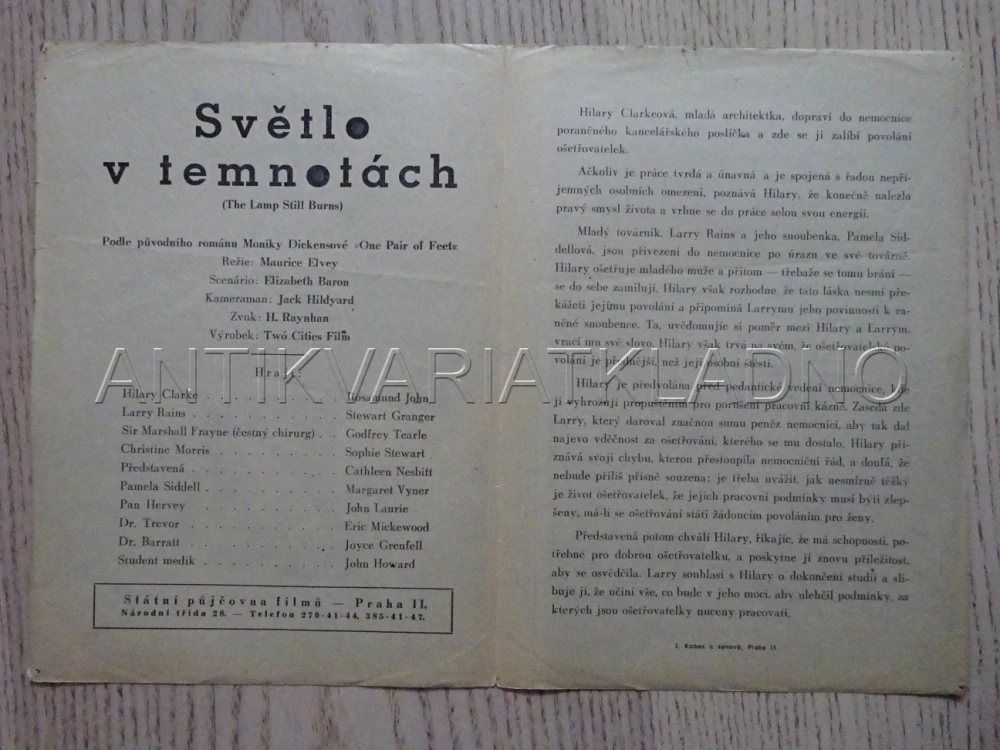 Světlo
v temnotách
(The Lamp Still Burns)
Podle původního románu Moniky Dickensové »One Pair of Feet«
Režie: Maurice Elvey
Scenário: Elizabeth Baron
Kameraman: Jack Hildyard
Zvuk: H. Raynhan
Výrobek: Two Cities Film
Hrají:
Hilary Clarke . . . . . . . . . . . Rosamund John
Larry Rains . . . . . . . . . . . Stewart Granger
Sir Marshall Frayne (čestný chirurg) . . Godfrey Tearle
Christine Morris . . . . . . . . . . Sophie Stewart
Představená . . . . . . . . . . . Cathleen Nesbitt
Pamela Siddell . . . . . . . . . . Margaret Vyner
Pan Hervey . . . . . . . . . . . John Laurie
Dr. Trevor . . . . . . . . . . . Eric Mickewood
Dr. Barratt . . . . . . . . . . . Joyce Grenfell
Student medik . . . . . . . . . . John Howard
Státní půjčovna filmů — Praha II,
Národní třída 28. — Telefon 270-41-44, 385-41-47.
Hilary Clarkeová, mladá architektka, dopraví do nemocnice
poraněného kancelářského poslíčka a zde se jí zalíbí povolání
ošetřovatelek.
Ačkoliv je práce tvrdá a únavná a je spojená s řadou nepří-
jemných osobních omezení, poznává Hilary, že konečně nalezla
pravý smysl života a vrhne se do práce selou svou energií.
Mladý továrník, Larry Rains a jeho snoubenka, Pamela Sid-
dellová, jsou přivezeni do nemocnice po úrazu ve své továrně.
Hilary ošetřuje mladého muže a přitom — třebaže se tomu brání —
se do sebe zamilují. Hilary však rozhodne, že tato láska nesmí pře-
kážeti jejímu povolání a připomíná Larrymu jeho povinnosti k ra-
něné snoubence. Ta, uvědomujíc si poměr mezi Hilary a Larrym,
vrací mu své slovo. Hilary však trvá na svém, že ošetřovatelské po-
volání je přednější, než její osobní štěstí.
Hilary je předvolána před pedantické vedení nemocnice, kde
jí vyhrožují propuštěním pro porušení pracovní kázně. Zasedá zde
Larry, který daroval značnou sumu peněz nemocnici, aby tak dal
najevo vděčnost za ošetřování, kterého se mu dostalo. Hilary při-
znává svoji chybu, kterou přestoupila nemocniční řád, a doufá, že
nebude příliš přísně souzena; je třeba uvážit, jak nesmírně těžký
je život ošetřovatelek, že jejich pracovní podmínky musí býti zlep-
šeny, má-li se ošetřování státi žádoucím povoláním pro ženy.
Představená potom chválí Hilary, říkajíc, že má schopnosti, po-
třebné pro dobrou ošetřovatelku, a poskytne jí znovu příležitost,
aby se osvědčila. Larry souhlasí s Hilary o dokončení studií a sli-
buje jí, že učiní vše, co bude v jeho moci, aby ulehčil podmínky, za
kterých jsou ošetřovatelky nuceny pracovati.
J. Kobes a synové, Praha II.
ANTIKVARIATKLADNO